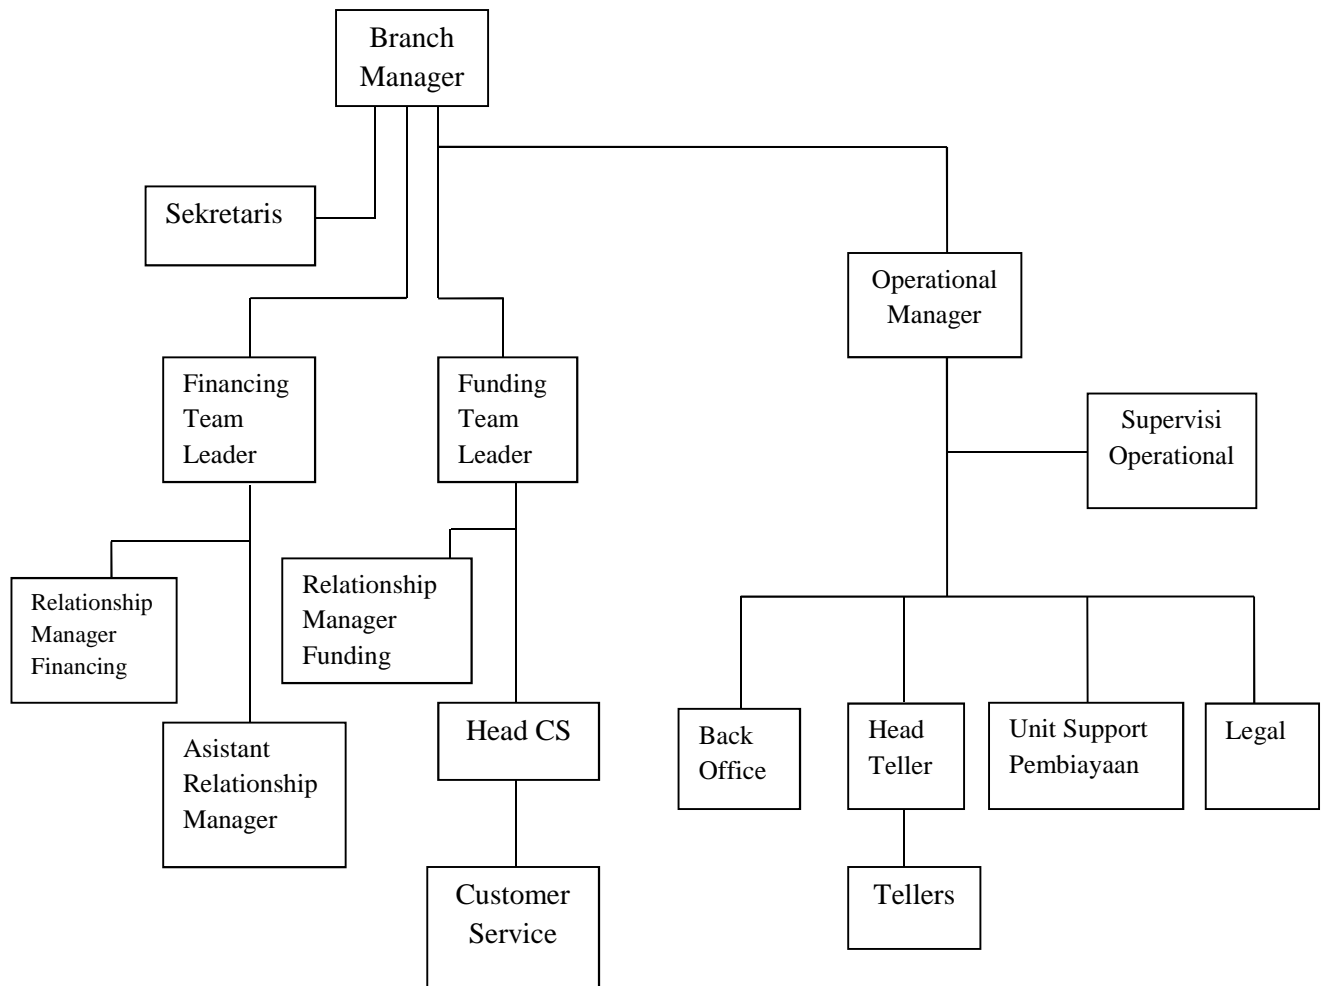 Branch
Manager
Sekretaris
Operational
Manager
Financing
Team
Leader
Funding
Team
Leader
Supervisi
Operational
Relationship
Manager
Financing
Relationship
Manager
Funding
Asistant
Relationship
Manager
Head CS
Back
Office
Head
Teller
Unit Support
Pembiayaan
Legal
Customer
Service
Tellers